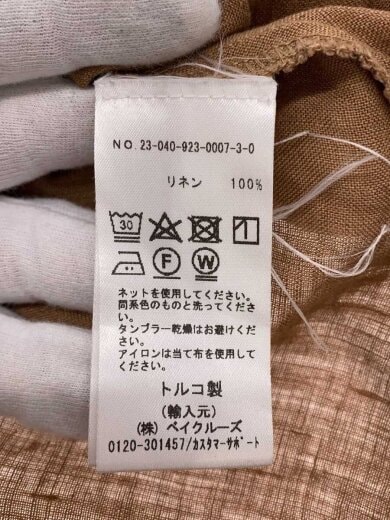 NO.23-040-923-0007-3-0
リネン 100%
30
F W
ネットを使用してください。
同系色のものと洗ってくださ
い。
タンブラー乾燥はお避けください。
アイロンは当て布を使用してください。
トルコ製
(輸入元)
(株) ベイクルーズ
0120-301457/カスタマーサポート